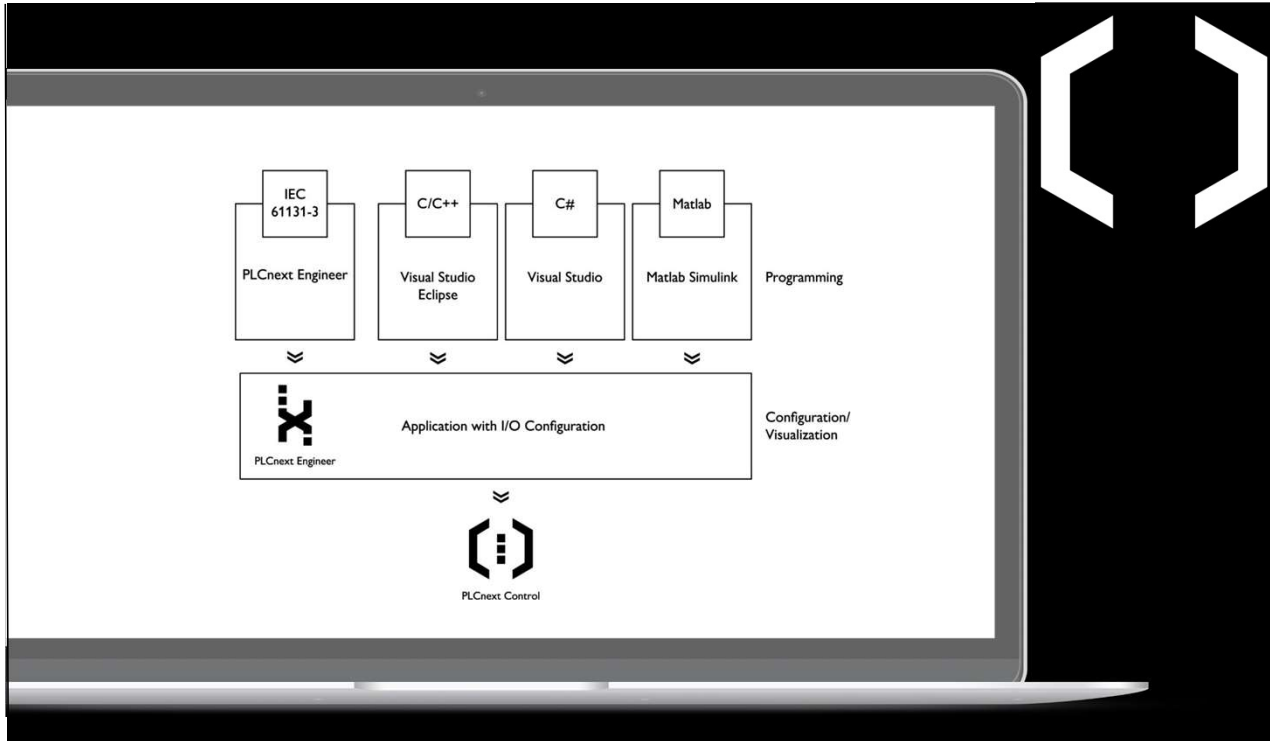 IEC
61131-3
C/C++
C#
Matlab
PLCnext Engineer
Visual Studio
Eclipse
Visual Studio
Matlab Simulink
Programming
Application with I/O Configuration
PLCnext Engineer
Configuration/
Visualization
PLCnext Control